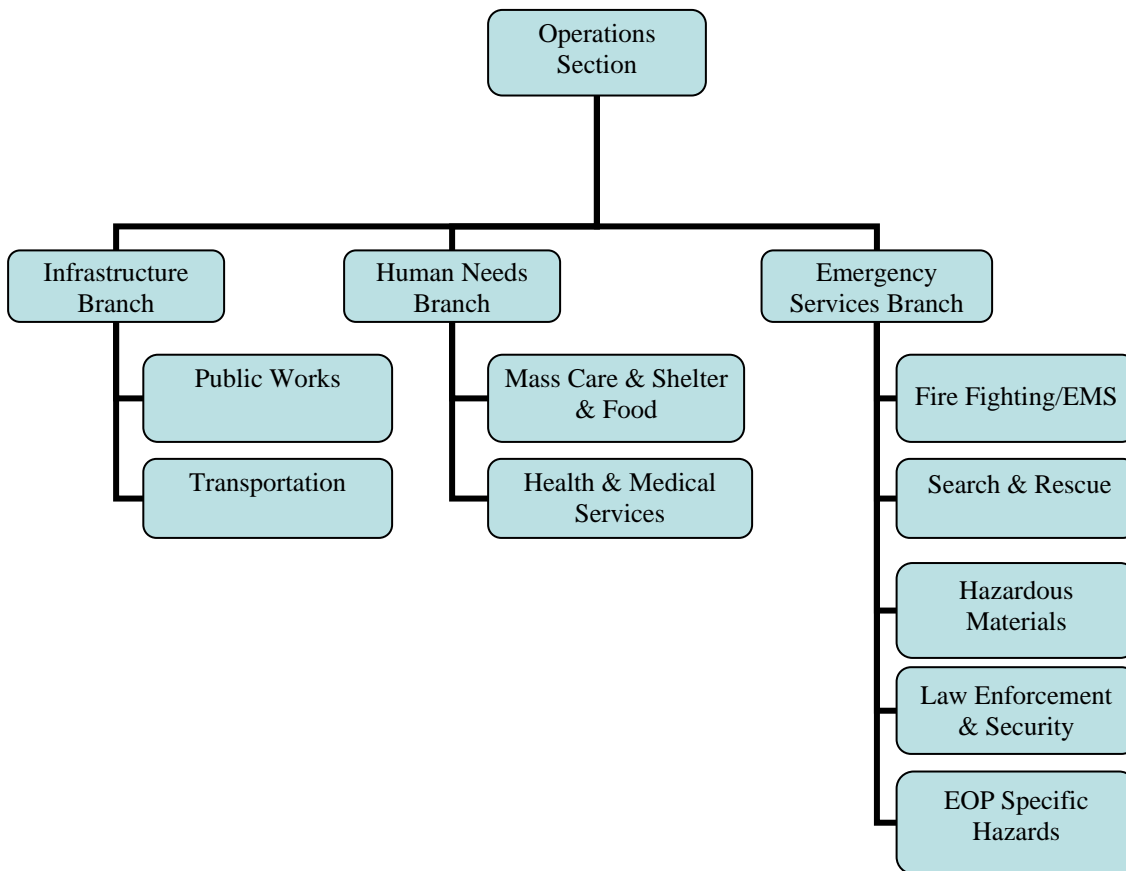 Operations
Section
Infrastructure
Branch
Human Needs
Branch
Emergency
Services Branch
Public Works
Transportation
Mass Care & Shelter
& Food
Health & Medical
Services
Fire Fighting/EMS
Search & Rescue
Hazardous
Materials
Law Enforcement
& Security
EOP Specific
Hazards